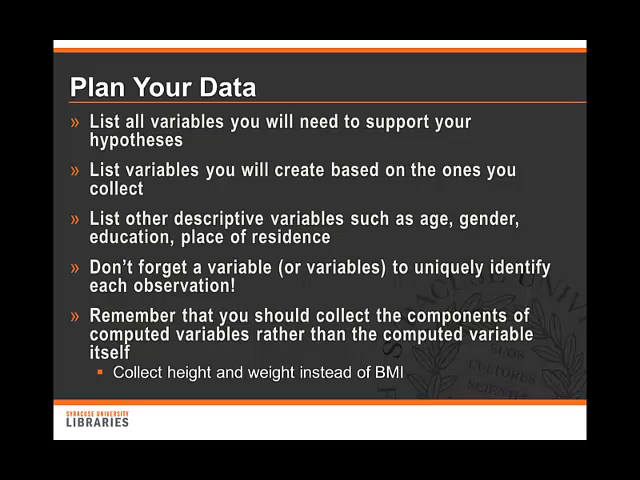 Plan Your Data
» List all variables you will need to support your
hypotheses
» List variables you will create based on the ones you
collect
» List other descriptive variables such as age, gender,
education, place of residence
» Don’t forget a variable (or variables) to uniquely identify
each observation!
» Remember that you should collect the components of
computed variables rather than the computed variable
itself
▪ Collect height and weight instead of BMI
SYRACUSE UNIVERSITY
LIBRARIES
SUOS
CULTORES
SCIENTIA